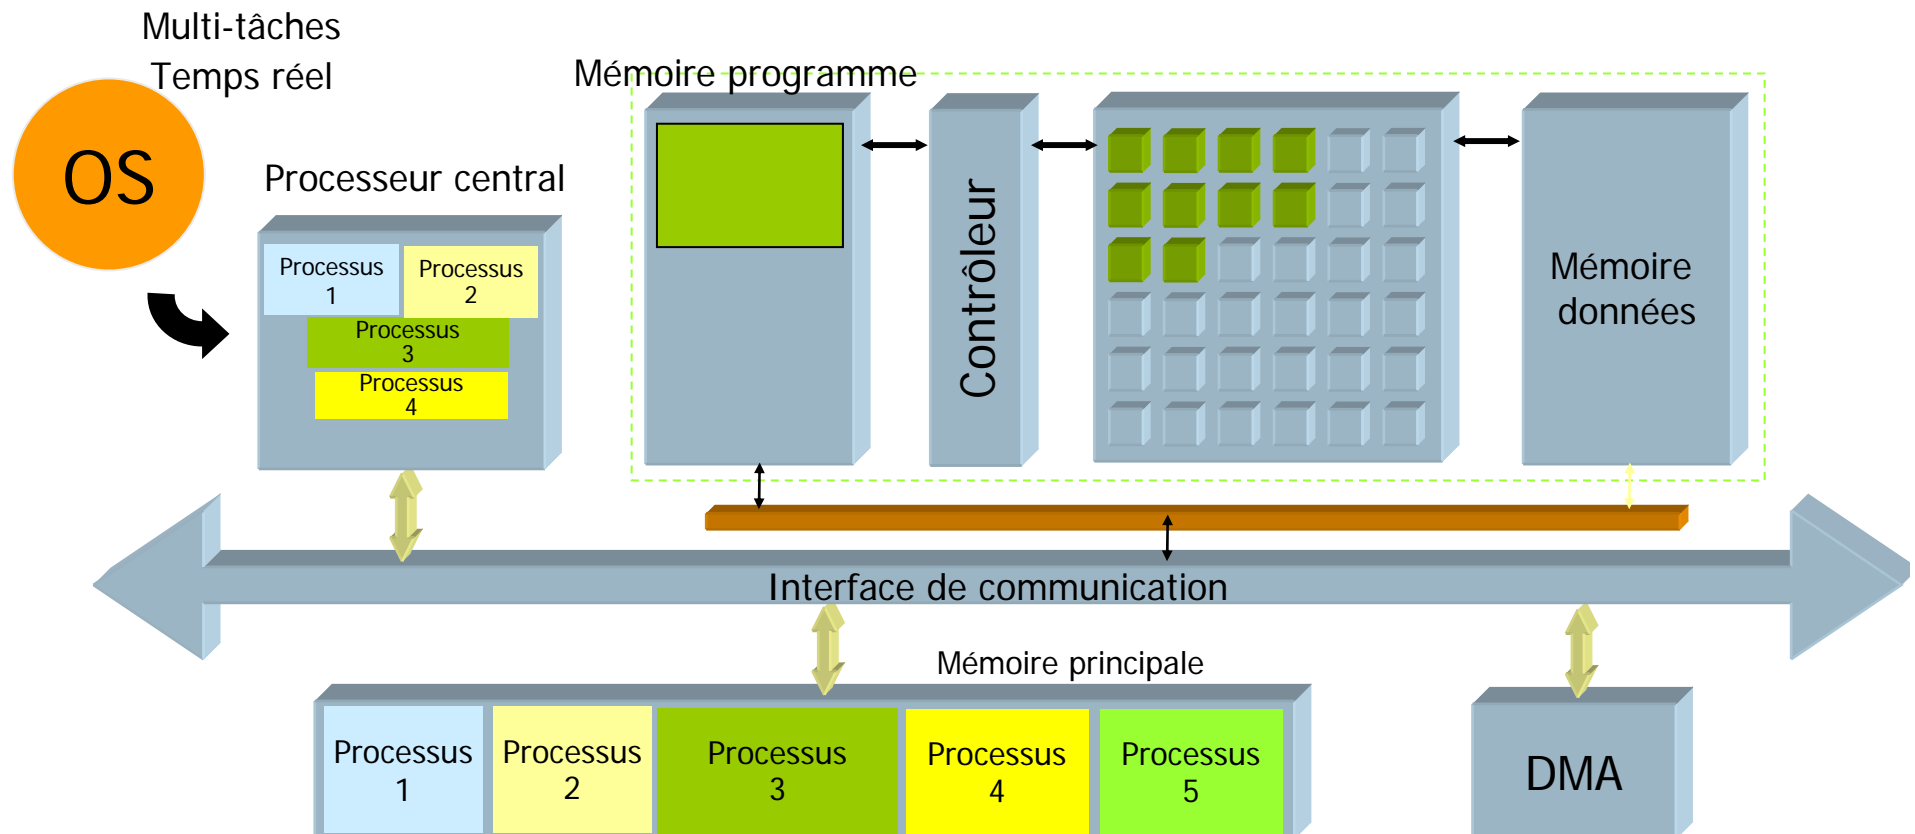 Multi-tâches
Temps réel
OS
Mémoire programme
Processeur central
Processus
1
Processus
2
Processus
3
Processus
4
Contrôleur
Mémoire
données
Interface de communication
Mémoire principale
Processus
1
Processus
2
Processus
3
Processus
4
Processus
5
DMA